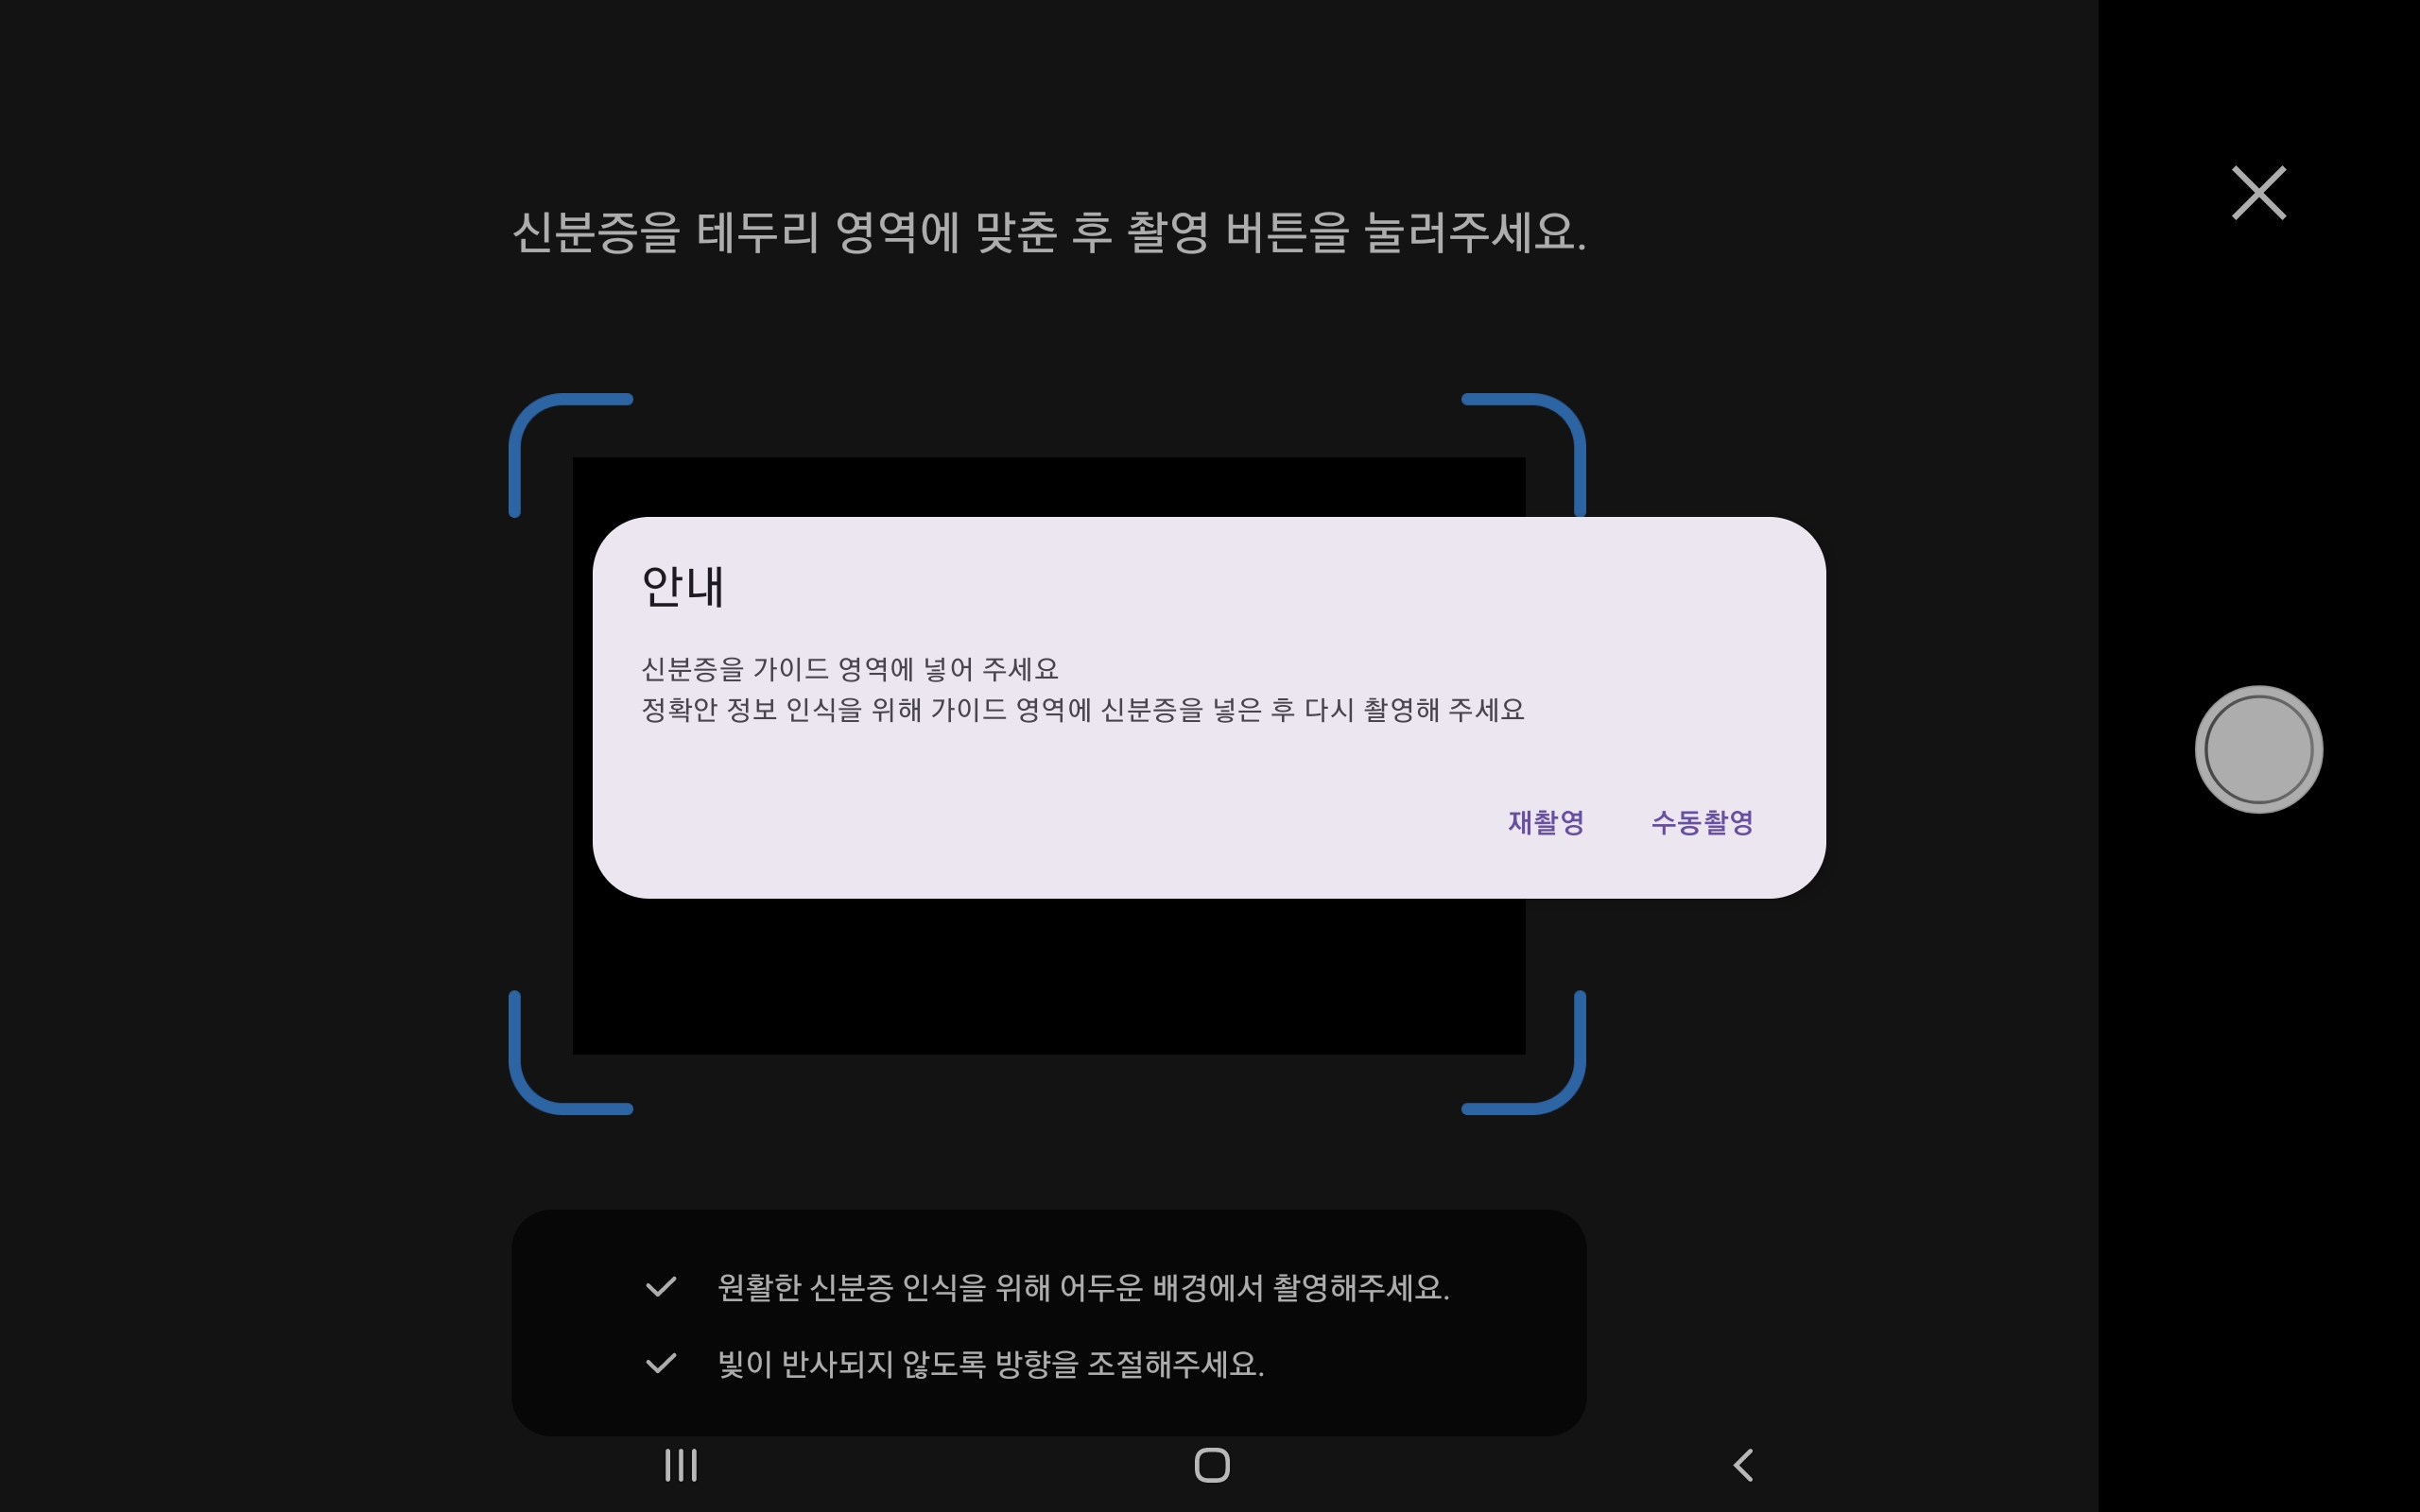 신분증을 테두리 영역에 맞춘 후 촬영 버튼을 눌러주세요.
안내
신분증을 가이드 영역에 넣어 주세요
정확안 정보 인식을 위해 가이드 영역에 신분증을 넣은 후 다시 촬영해 주세요
재촬영 수동촬영
원활한 신분증 인식을 위해 어두운 배경에서 촬영해주세요.
빛이 반사되지 않도록 방향을 조절해주세요.